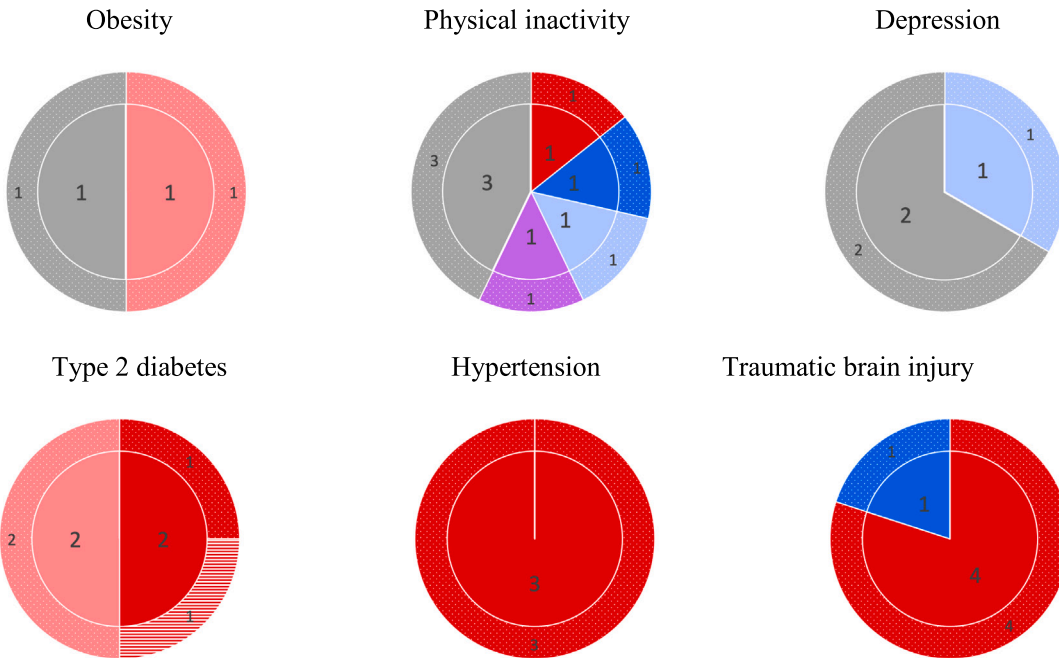 Obesity
Physical inactivity
Depression
1 1 1 1
3 3 1 1 1 1 1 1 1 1
2 2 1 1
Type 2 diabetes
Hypertension
Traumatic brain injury
2 2 2 1 1
3 3
1 1 4 4